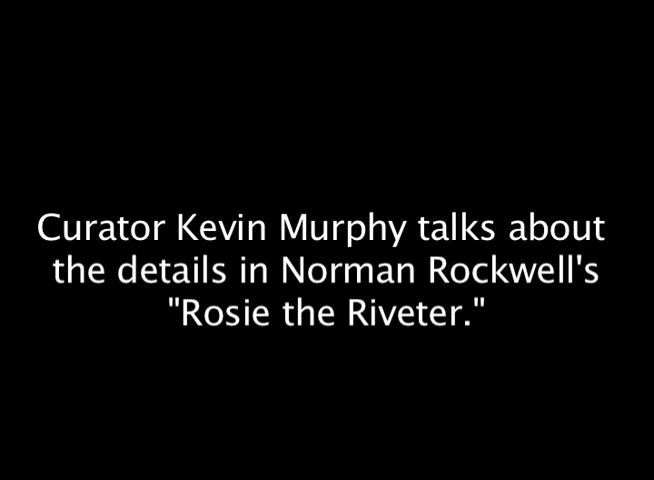 Curator Kevin Murphy talks about
the details in Norman Rockwell's
"Rosie the Riveter."